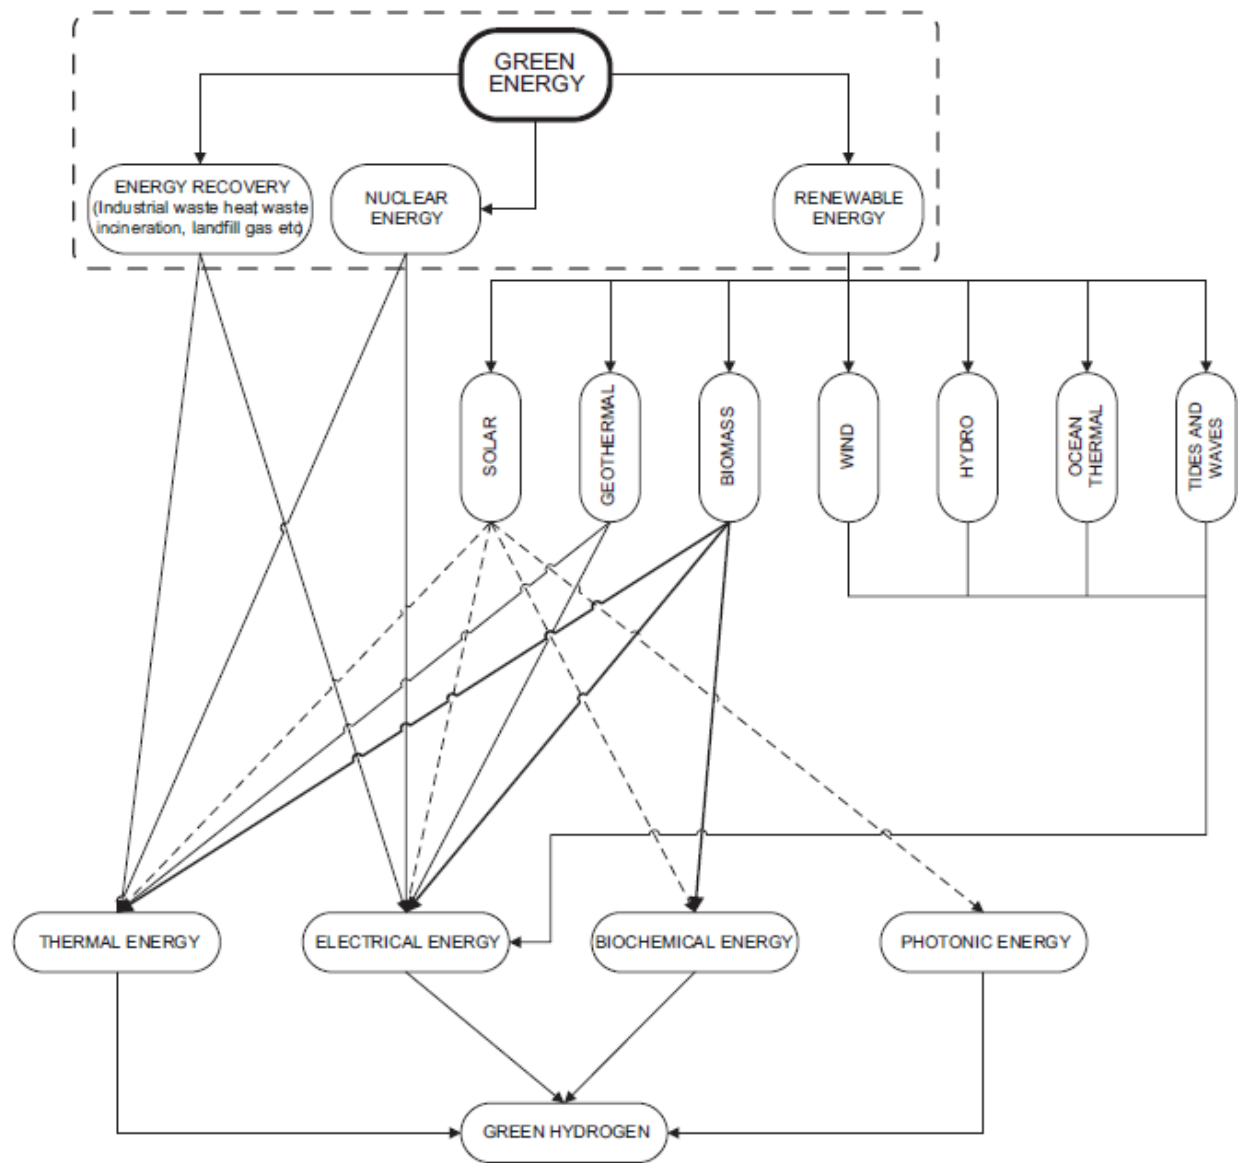 GREEN
ENERGY
ENERGY RECOVERY
(Industrial waste heat, waste
incineration, landfill gas etc)
NUCLEAR
ENERGY
RENEWABLE
ENERGY
SOLAR
GEOTHERMAL
BIOMASS
WIND
HYDRO
OCEAN
THERMAL
TIDES AND
WAVES
THERMAL ENERGY
ELECTRICAL ENERGY
BIOCHEMICAL ENERGY
PHOTONIC ENERGY
GREEN HYDROGEN